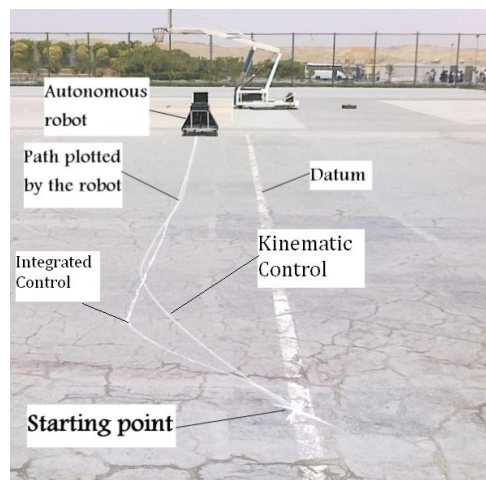 Autonomous
robot
Path plotted
by the robot
Datum
Kinematic
Control
Integrated
Control
Starting point